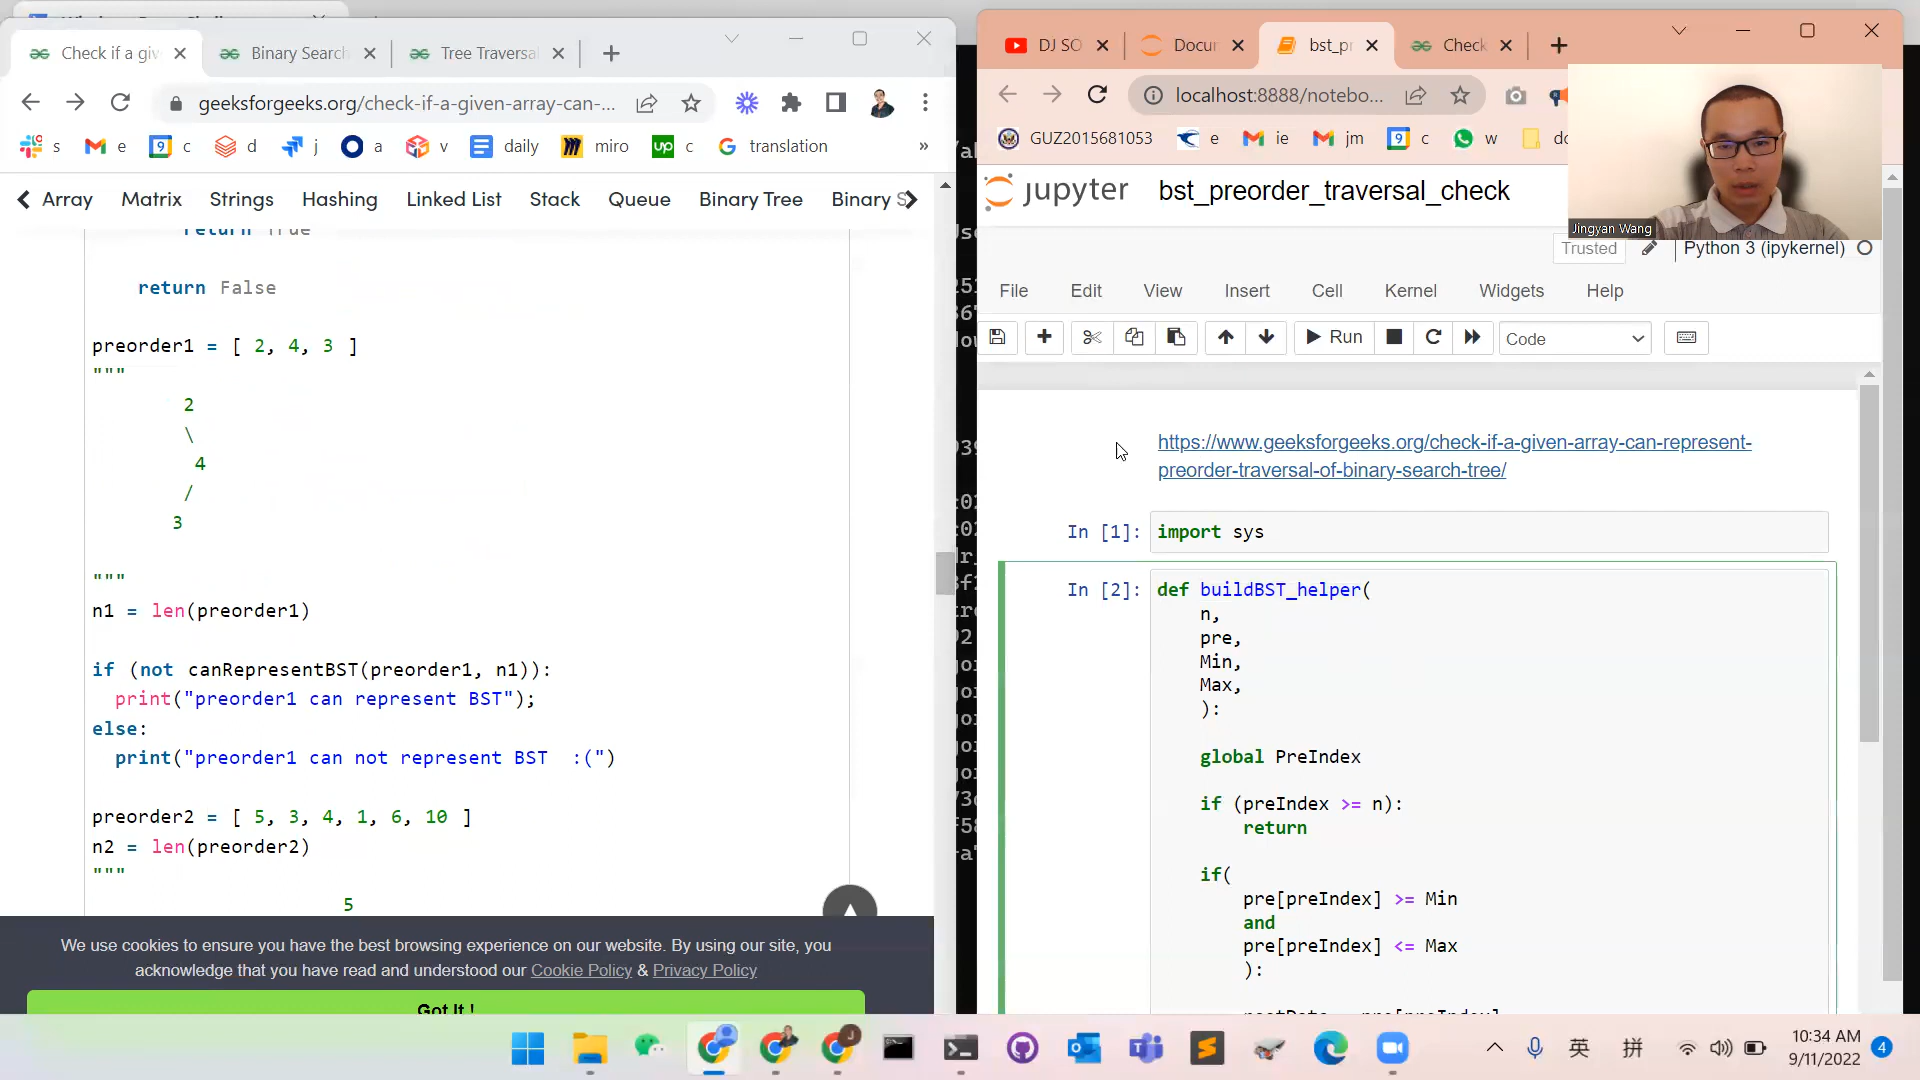 Check if a giv
Binary Search
Tree Traversa
geeksforgeeks.org/check-if-a-given-array-can-...
s
e
c
d
j
a
v
daily
miro
c
translation
»
Array
Matrix
Strings
Hashing
Linked List
Stack
Queue
Binary Tree
Binary S
return True
return False
preorder1 = [ 2, 4, 3 ]
"""
2
\
4
/
3
"""
n1 = len(preorder1)
if (not canRepresentBST(preorder1, n1)):
print("preorder1 can represent BST");
else:
print("preorder1 can not represent BST  :(")
preorder2 = [ 5, 3, 4, 1, 6, 10 ]
n2 = len(preorder2)
"""
5
We use cookies to ensure you have the best browsing experience on our website. By using our site, you
acknowledge that you have read and understood our Cookie Policy & Privacy Policy
Got It !
DJ SO
Docur
bst_pr
Check
localhost:8888/notebo...
GUZ2015681053
e
ie
jm
c
w
do
jupyter
bst_preorder_traversal_check
Jingyan Wang
Trusted
Python 3 (ipykernel)
File
Edit
View
Insert
Cell
Kernel
Widgets
Help
Run
Code
https://www.geeksforgeeks.org/check-if-a-given-array-can-represent-
preorder-traversal-of-binary-search-tree/
In [1]:
import sys
In [2]:
def buildBST_helper(
n,
pre,
Min,
Max,
):
global PreIndex
if (preIndex >= n):
return
if(
pre[preIndex] >= Min
and
pre[preIndex] <= Max
):
英
拼
10:34 AM
9/11/2022
4